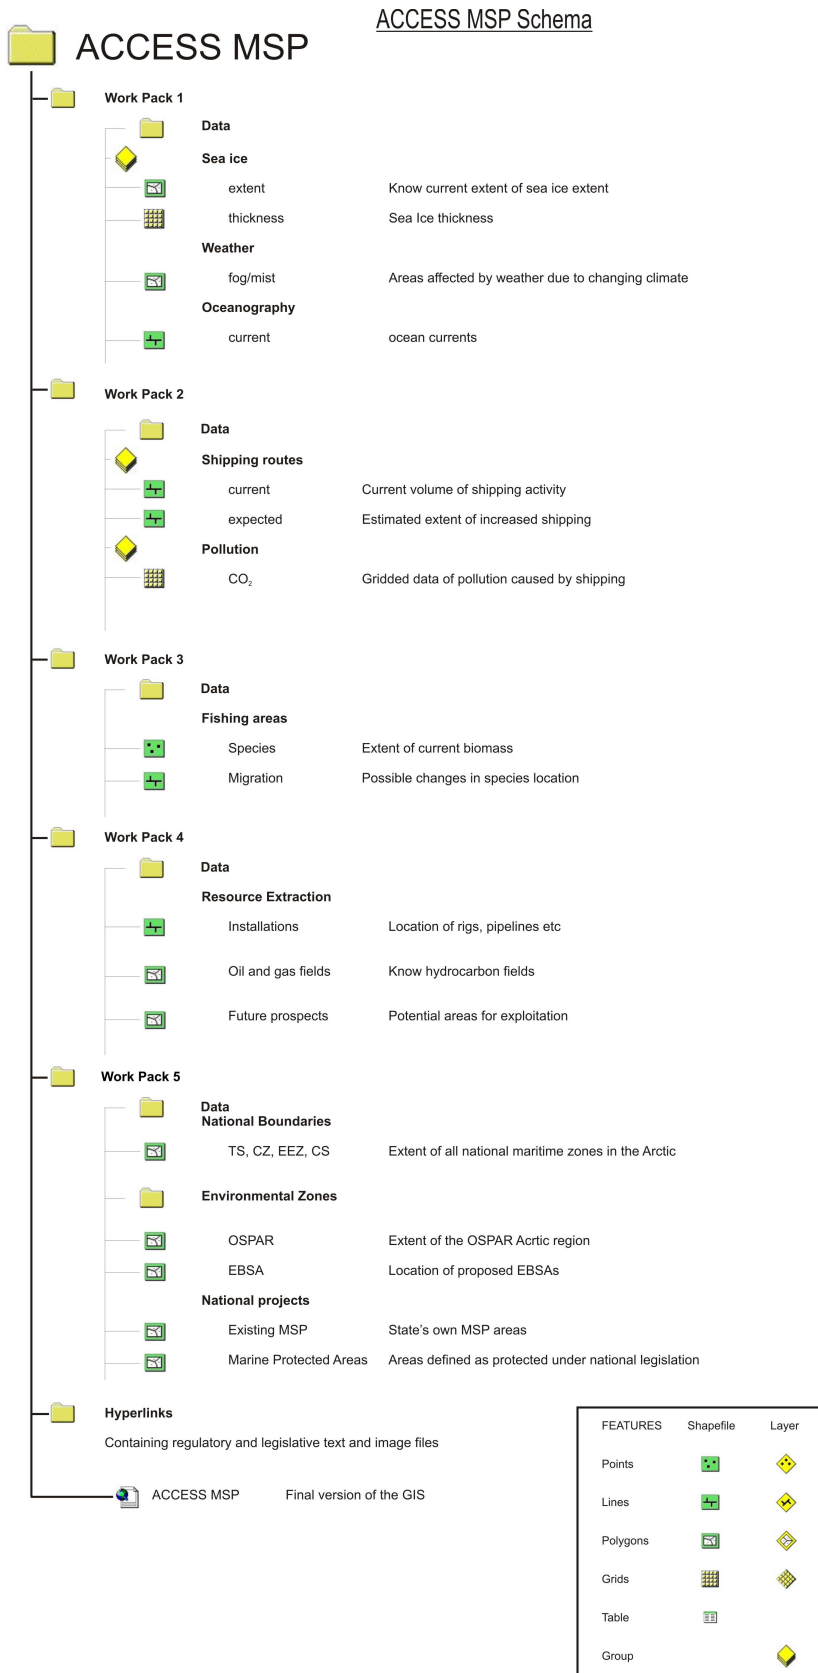 ACCESS MSP Schema
ACCESS MSP
Work Pack 1
Data
Sea ice
extent Know current extent of sea ice extent
thickness Sea Ice thickness
Weather
fog/mist Areas affected by weather due to changing climate
Oceanography
current ocean currents
Work Pack 2
Data
Shipping routes
current Current volume of shipping activity
expected Estimated extent of increased shipping
Pollution
CO₂ Gridded data of pollution caused by shipping
Work Pack 3
Data
Fishing areas
Species Extent of current biomass
Migration Possible changes in species location
Work Pack 4
Data
Resource Extraction
Installations Location of rigs, pipelines etc
Oil and gas fields Know hydrocarbon fields
Future prospects Potential areas for exploitation
Work Pack 5
Data
National Boundaries
TS, CZ, EEZ, CS Extent of all national maritime zones in the Arctic
Environmental Zones
OSPAR Extent of the OSPAR Acrtic region
EBSA Location of proposed EBSAs
National projects
Existing MSP State's own MSP areas
Marine Protected Areas Areas defined as protected under national legislation
Hyperlinks
Containing regulatory and legislative text and image files
ACCESS MSP Final version of the GIS
FEATURES Shapefile Layer
Points
Lines
Polygons
Grids
Table
Group